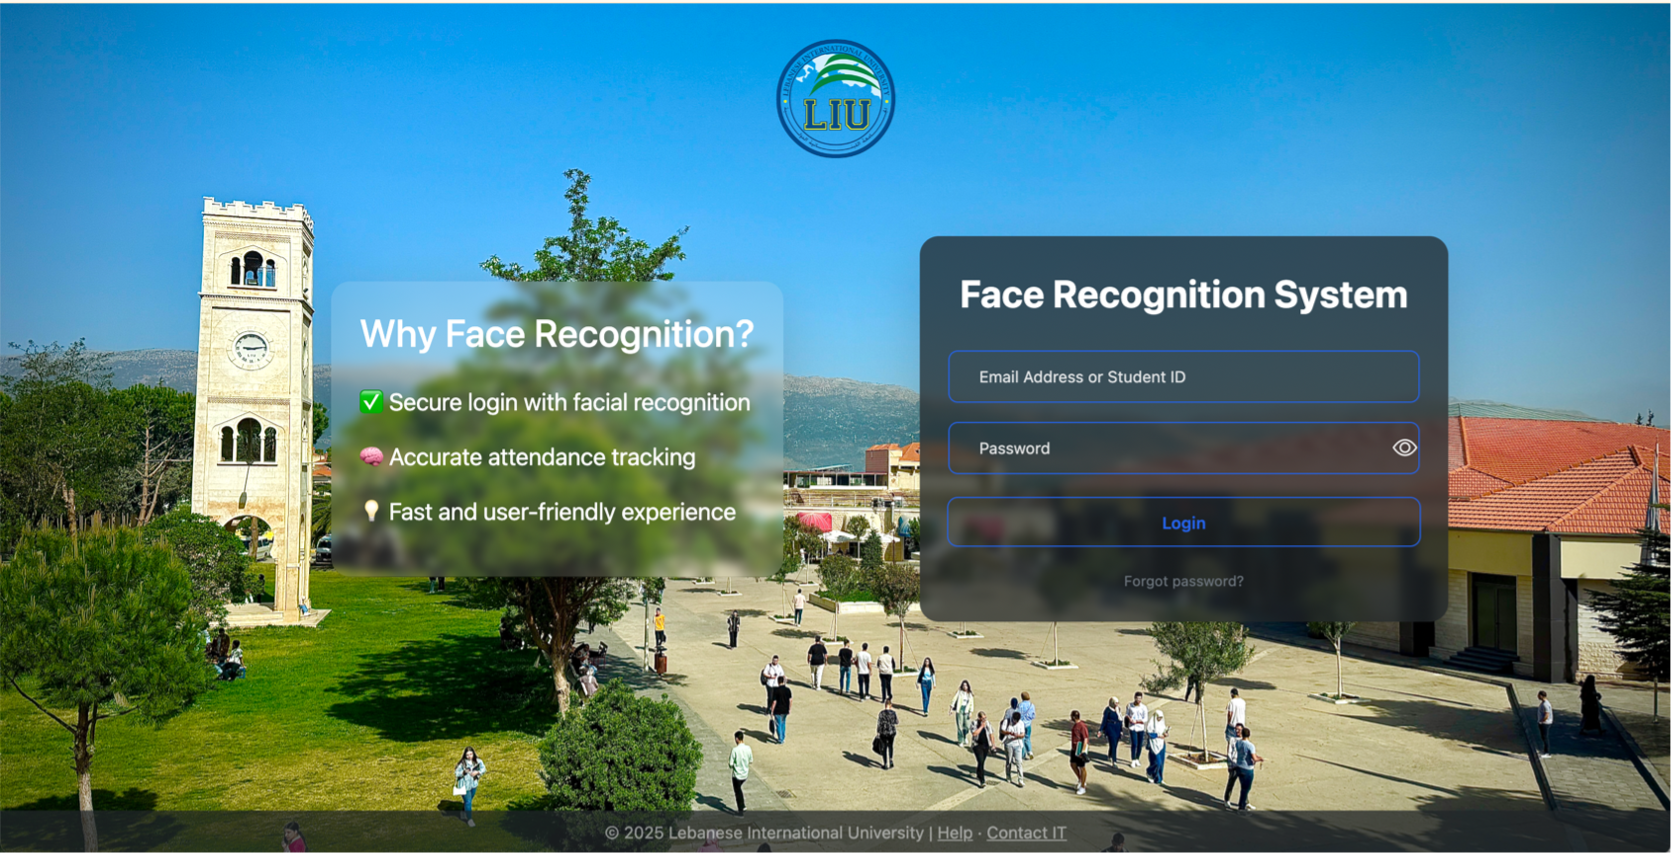 LEBANESE INTERNATIONAL UNIVERSITY
LIU
Why Face Recognition?
✅ Secure login with facial recognition
🧠 Accurate attendance tracking
💡 Fast and user-friendly experience
Face Recognition System
Email Address or Student ID
Password
Login
Forgot password?
© 2025 Lebanese International University | Help · Contact IT